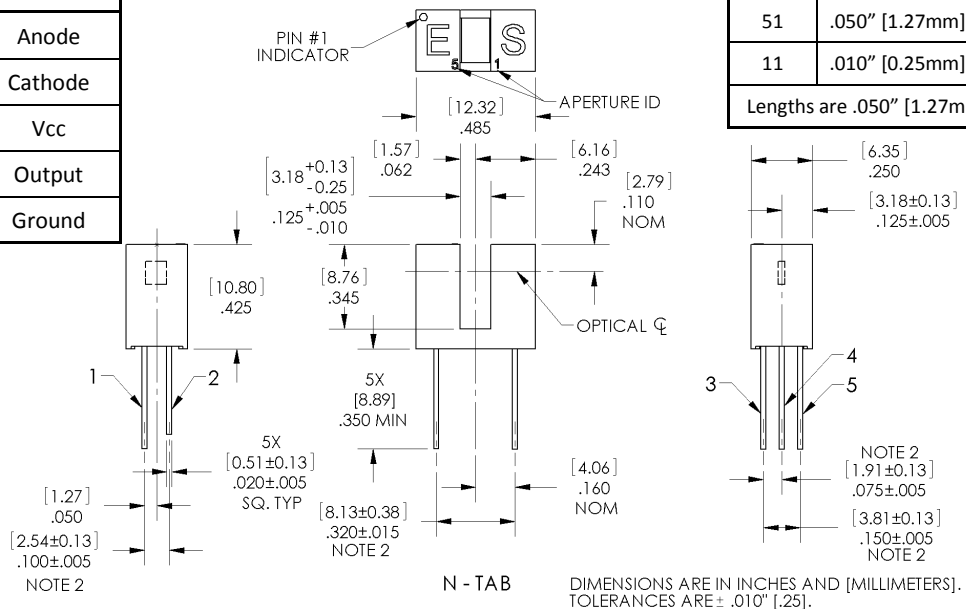 Anode
Cathode
Vcc
Output
Ground
PIN #1
INDICATOR
E S
5 1
APERTURE ID
51 .050” [1.27mm]
11 .010” [0.25mm]
Lengths are .050” [1.27m
[12.32]
.485
[1.57]
.062
[6.16]
.243
[3.18 +0.13 -0.25]
.125 +.005 -.010
[2.79]
.110
NOM
[6.35]
.250
[3.18±0.13]
.125±.005
[10.80]
.425
[8.76]
.345
OPTICAL ℄
1 2
5X
[8.89]
.350 MIN
3 4 5
5X
[0.51±0.13]
.020±.005
SQ. TYP
[1.27]
.050
[2.54±0.13]
.100±.005
NOTE 2
[8.13±0.38]
.320±.015
NOTE 2
[4.06]
.160
NOM
NOTE 2
[1.91±0.13]
.075±.005
[3.81±0.13]
.150±.005
NOTE 2
N - TAB
DIMENSIONS ARE IN INCHES AND [MILLIMETERS].
TOLERANCES ARE ± .010" [.25].